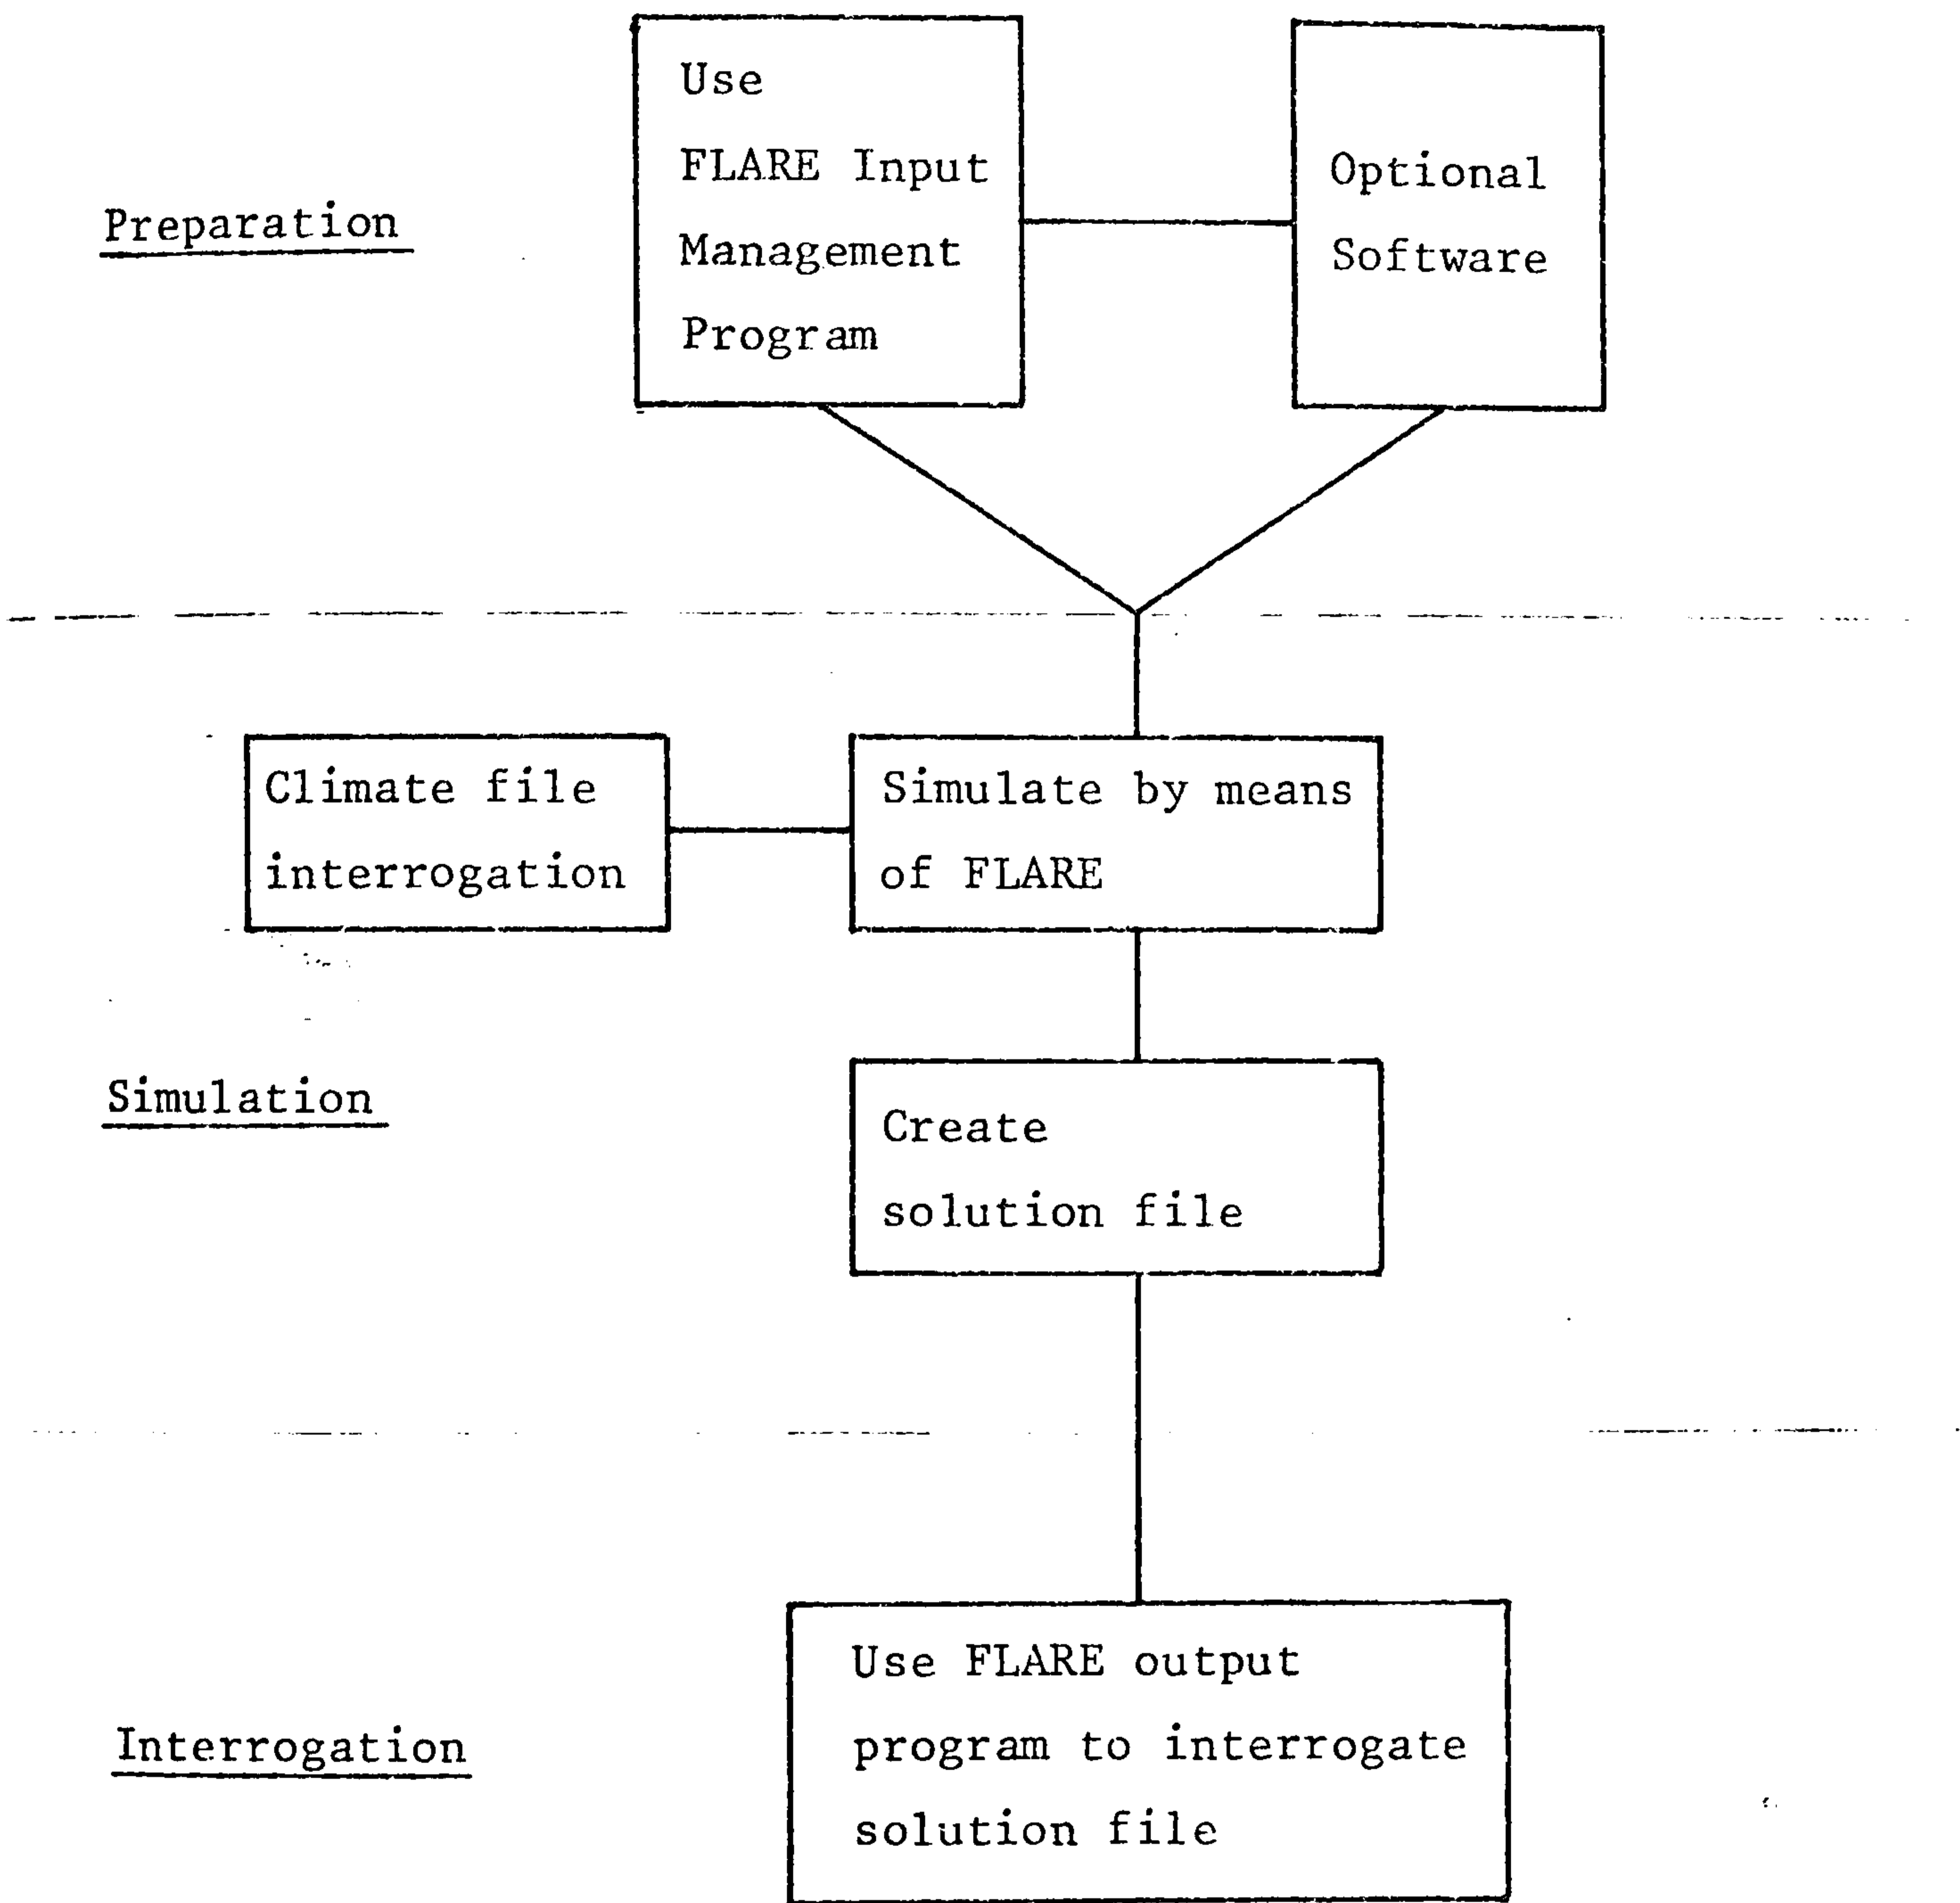 Preparation
Use
FLARE Input
Management
Program
Optional
Software
Climate file
interrogation
Simulate by means
of FLARE
Simulation
Create
solution file
Interrogation
Use FLARE output
program to interrogate
solution file